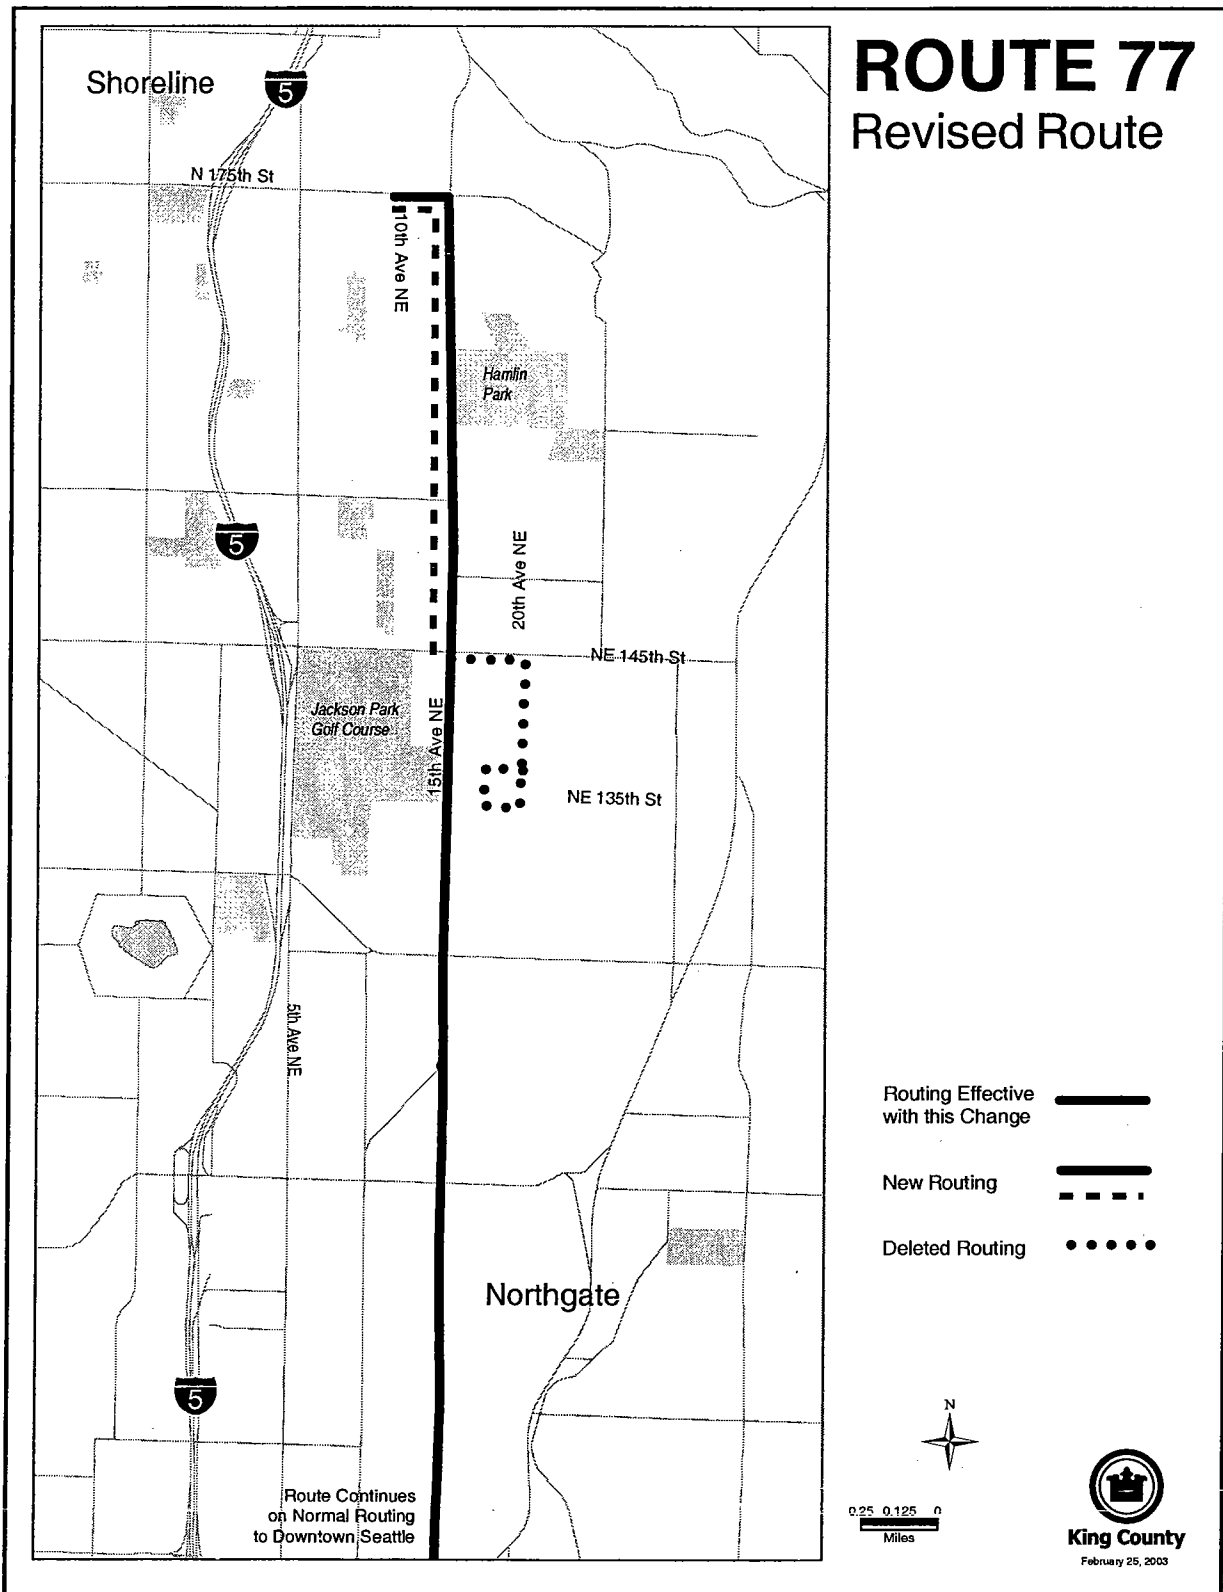 ROUTE 77
Revised Route
Shoreline
5
N 175th St
10th Ave NE
Hamlin
Park
5
20th Ave NE
NE 145th St
Jackson Park
Golf Course
15th Ave NE
NE 135th St
5th Ave NE
Routing Effective
with this Change
New Routing
Deleted Routing
Northgate
5
N
Route Continues
on Normal Routing
to Downtown Seattle
0.25 0.125 0
Miles
King County
February 25, 2003